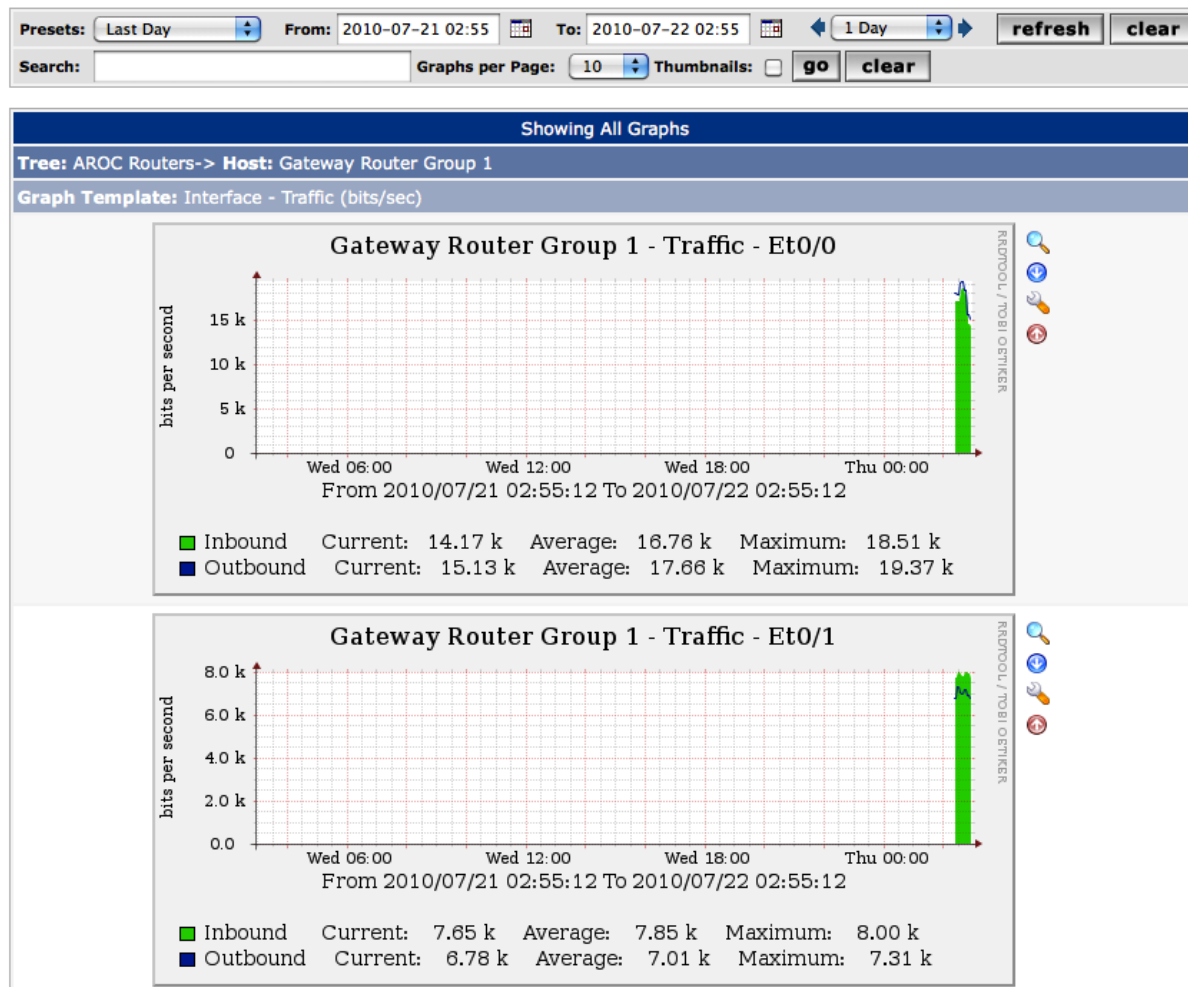 Presets: Last Day From: 2010-07-21 02:55 To: 2010-07-22 02:55 1 Day refresh clear
Search: Graphs per Page: 10 Thumbnails: go clear
Showing All Graphs
Tree: AROC Routers-> Host: Gateway Router Group 1
Graph Template: Interface - Traffic (bits/sec)
Gateway Router Group 1 - Traffic - Et0/0
RRDTOOL / TOBI OETIKER
bits per second
15 k
10 k
5 k
0
Wed 06:00 Wed 12:00 Wed 18:00 Thu 00:00
From 2010/07/21 02:55:12 To 2010/07/22 02:55:12
Inbound Current: 14.17 k Average: 16.76 k Maximum: 18.51 k
Outbound Current: 15.13 k Average: 17.66 k Maximum: 19.37 k
Gateway Router Group 1 - Traffic - Et0/1
RRDTOOL / TOBI OETIKER
bits per second
8.0 k
6.0 k
4.0 k
2.0 k
0.0
Wed 06:00 Wed 12:00 Wed 18:00 Thu 00:00
From 2010/07/21 02:55:12 To 2010/07/22 02:55:12
Inbound Current: 7.65 k Average: 7.85 k Maximum: 8.00 k
Outbound Current: 6.78 k Average: 7.01 k Maximum: 7.31 k